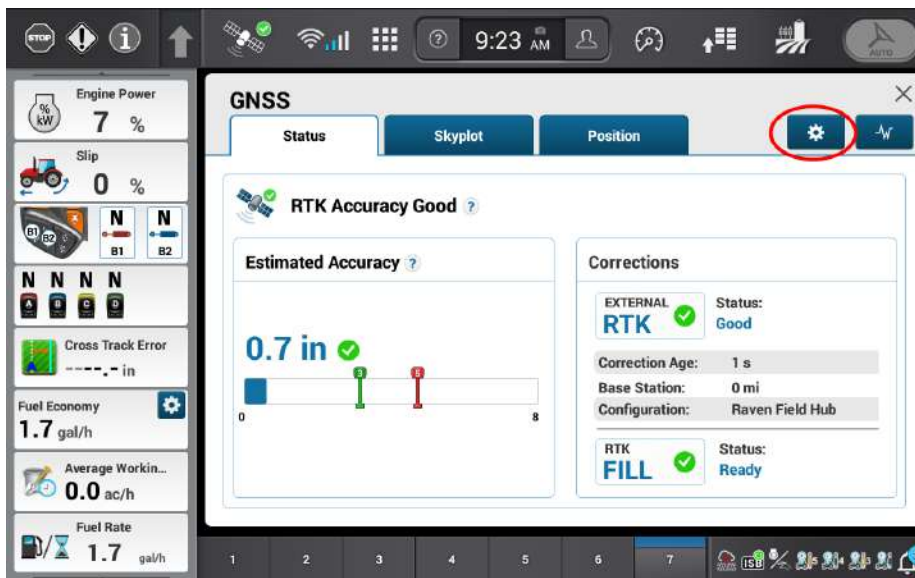 STOP
9:23 AM
AUTO
Engine Power
%
kW
7 %
Slip
0 %
B1
B2
N
B1
N
B2
N N N N
A B C D
Cross Track Error
----.- in
Fuel Economy
1.7 gal/h
Average Workin...
0.0 ac/h
Fuel Rate
1.7 gal/h
GNSS
Status
Skyplot
Position
RTK Accuracy Good ?
Estimated Accuracy ?
0.7 in
3
5
0
8
Corrections
EXTERNAL
RTK
Status:
Good
Correction Age: 1 s
Base Station: 0 mi
Configuration: Raven Field Hub
RTK
FILL
Status:
Ready
1 2 3 4 5 6 7
ISB